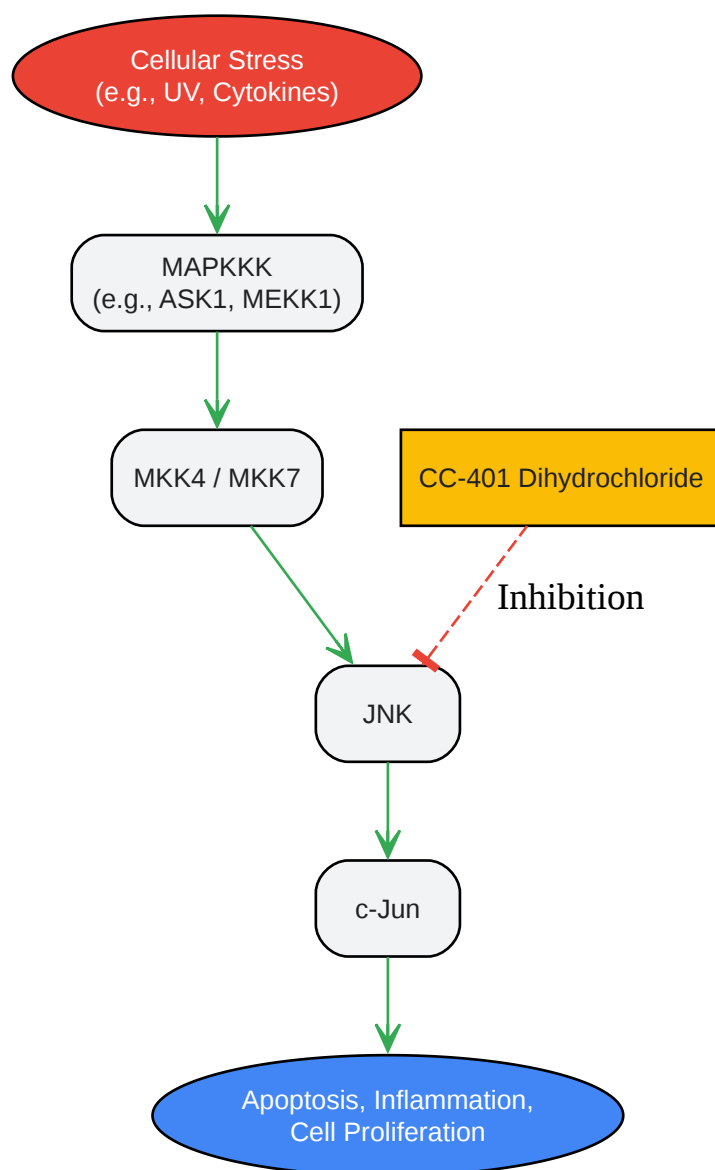 Cellular Stress
(e.g., UV, Cytokines)
MAPKKK
(e.g., ASK1, MEKK1)
MKK4 / MKK7
CC-401 Dihydrochloride
Inhibition
JNK
c-Jun
Apoptosis, Inflammation,
Cell Proliferation